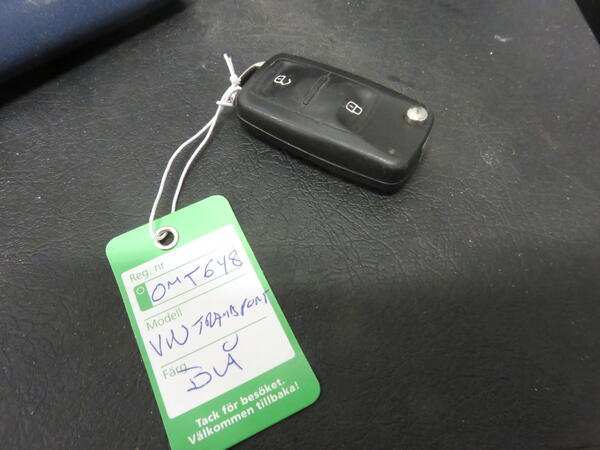 Reg. nr
OMT648
Modell
VW TRANSPORT
Färg
BLÅ
Tack för besöket.
Välkommen tillbaka!